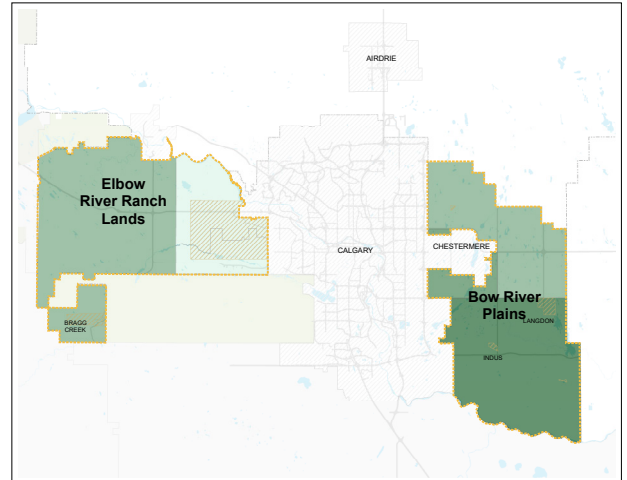 AIRDRIE
Elbow
River Ranch
Lands
CALGARY
CHESTERMERE
Bow River
Plains
LANGDON
BRAGG
CREEK
INDUS